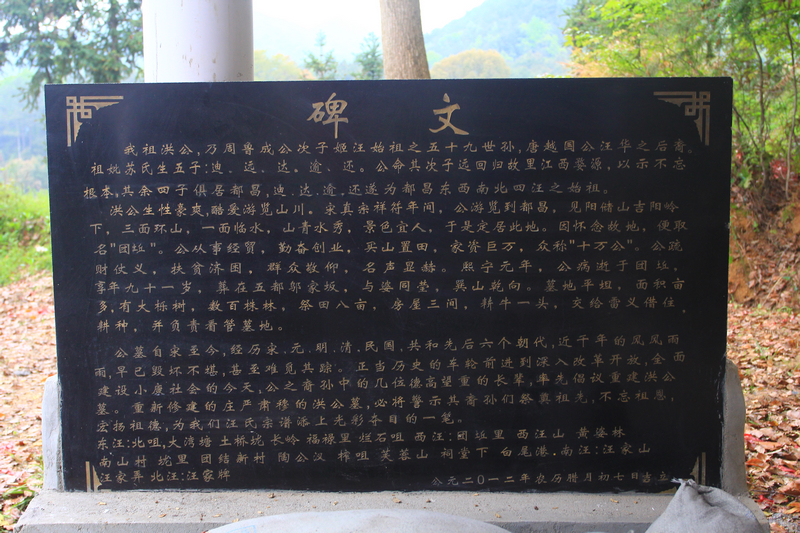 碑 文
我祖洪公,乃周鲁成公次子姬汪始祖之五十九世孙,唐越国公汪华之后裔。
祖妣苏氏生五子:迪、远、达、逵、还。公命其次子远回归故里江西婺源,以示不忘
根本,其余四子俱居都昌,迪、达、逵、还遂为都昌东西南北四汪之始祖。
洪公生性豪爽,酷爱游览山川。宋真宗祥符年间,公游览到都昌,见阳储山吉阳岭
下,三面环山,一面临水,山青水秀,景色宜人,于是定居此地。因怀念故地,便取
名"团坵"。公从事经贸,勤奋创业,买山置田,家资巨万,众称"十万公"。公疏
财仗义,扶贫济困,群众敬仰,名声显赫。熙宁元年,公病逝于团坵。
享年九十一岁,葬在五都邬家坂,与婆同茔,巽山乾向。墓地平坦,面积亩
多,有大栎树,数百株林,祭田八亩,房屋三间,耕牛一头,交给詹义借住,
耕种,并负责看管墓地。
公墓自宋至今,经历宋、元、明、清、民国、共和先后六个朝代,近千年的风风雨
雨,早已毁坏不堪,甚至难觅其踪。正当历史的车轮前进到深入改革开放,全面
建设小康社会的今天,公之裔孙中的几位德高望重的长辈,率先倡议重建洪公
墓。重新修建的庄严肃穆的洪公墓,必将警示其裔孙们祭奠祖先,不忘祖恩,
宏扬祖德,为我们汪氏宗谱添上光彩夺目的一笔。
东汪:北咀,大湾塘 土桥垅 长岭 福禄里 烂石咀 西汪:团坵里 西汪山 黄婆林
南山村 垅里 团结新村 陶公汉 榨咀 芙蓉山 祠堂下 白尾港.南汪:汪家山
汪家弄 北汪:汪家牌
公元二0一二年农历腊月初七日吉立